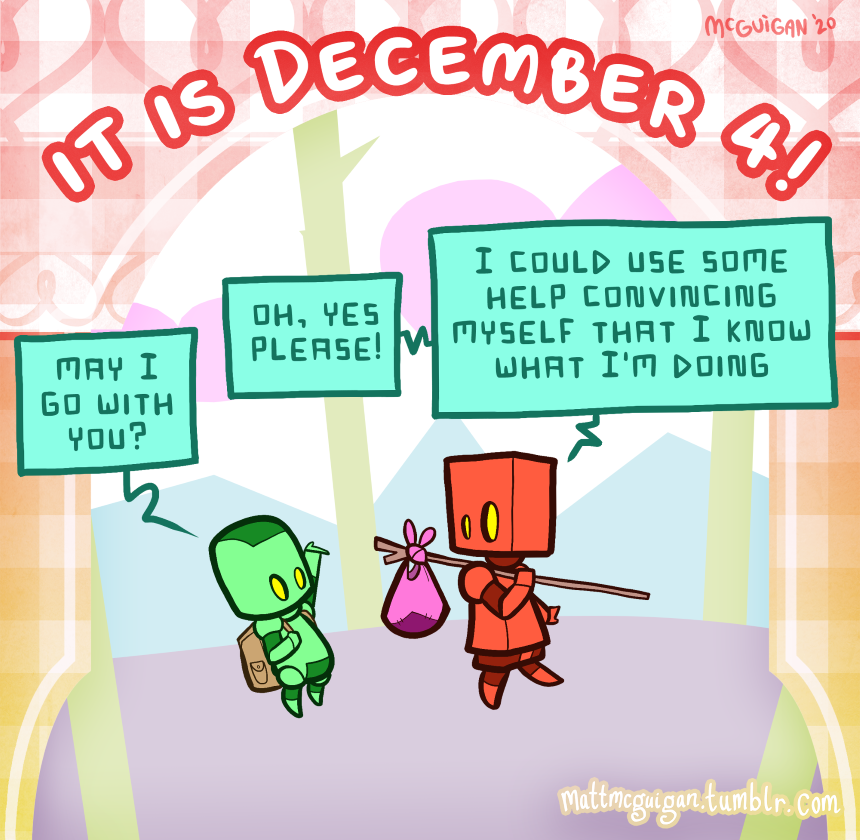 McGUiGAN '20
IT IS DECEMBER 4!
MAY I
GO WITH
YOU?
OH, YES
PLEASE!
I COULD USE SOME
HELP CONVINCING
MYSELF THAT I KNOW
WHAT I'M DOING
mattmcguigan.tumblr.com